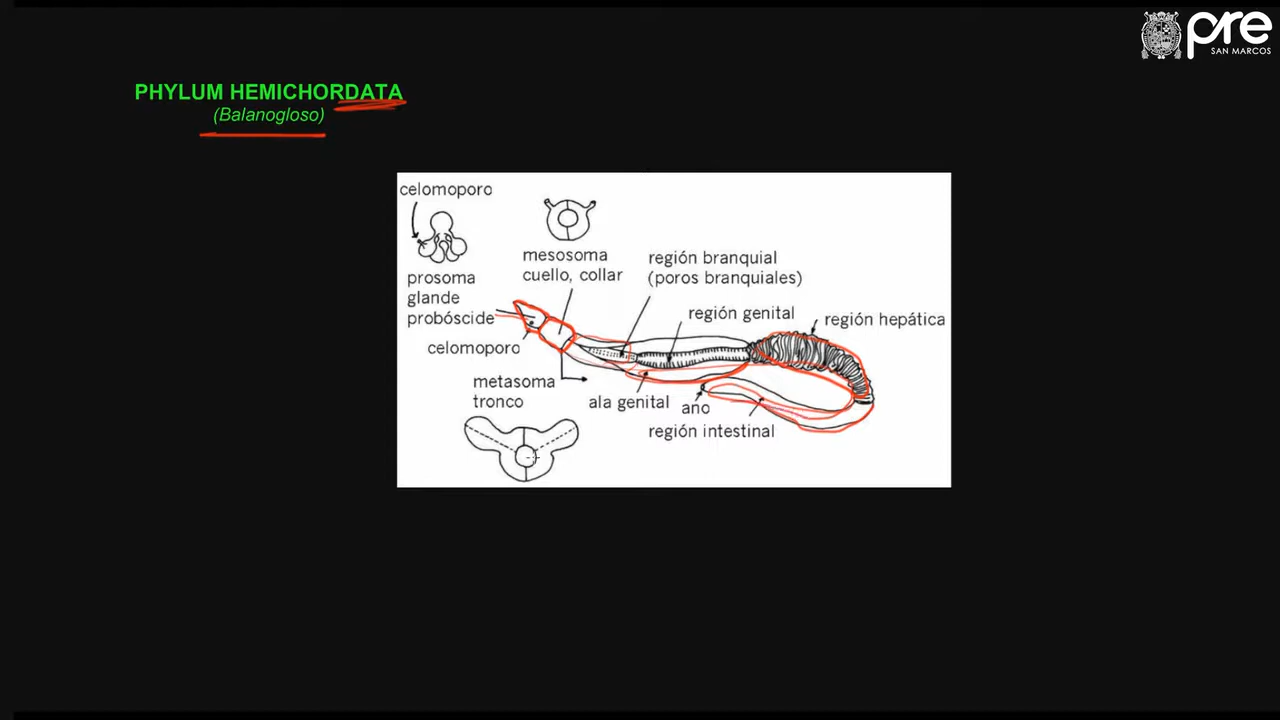 pre
SAN MARCOS
PHYLUM HEMICHORDATA
(Balanogloso)
celomoporo
mesosoma
cuello, collar
región branquial
(poros branquiales)
prosoma
glande
probóscide
región genital
región hepática
celomoporo
metasoma
tronco
ala genital
ano
región intestinal